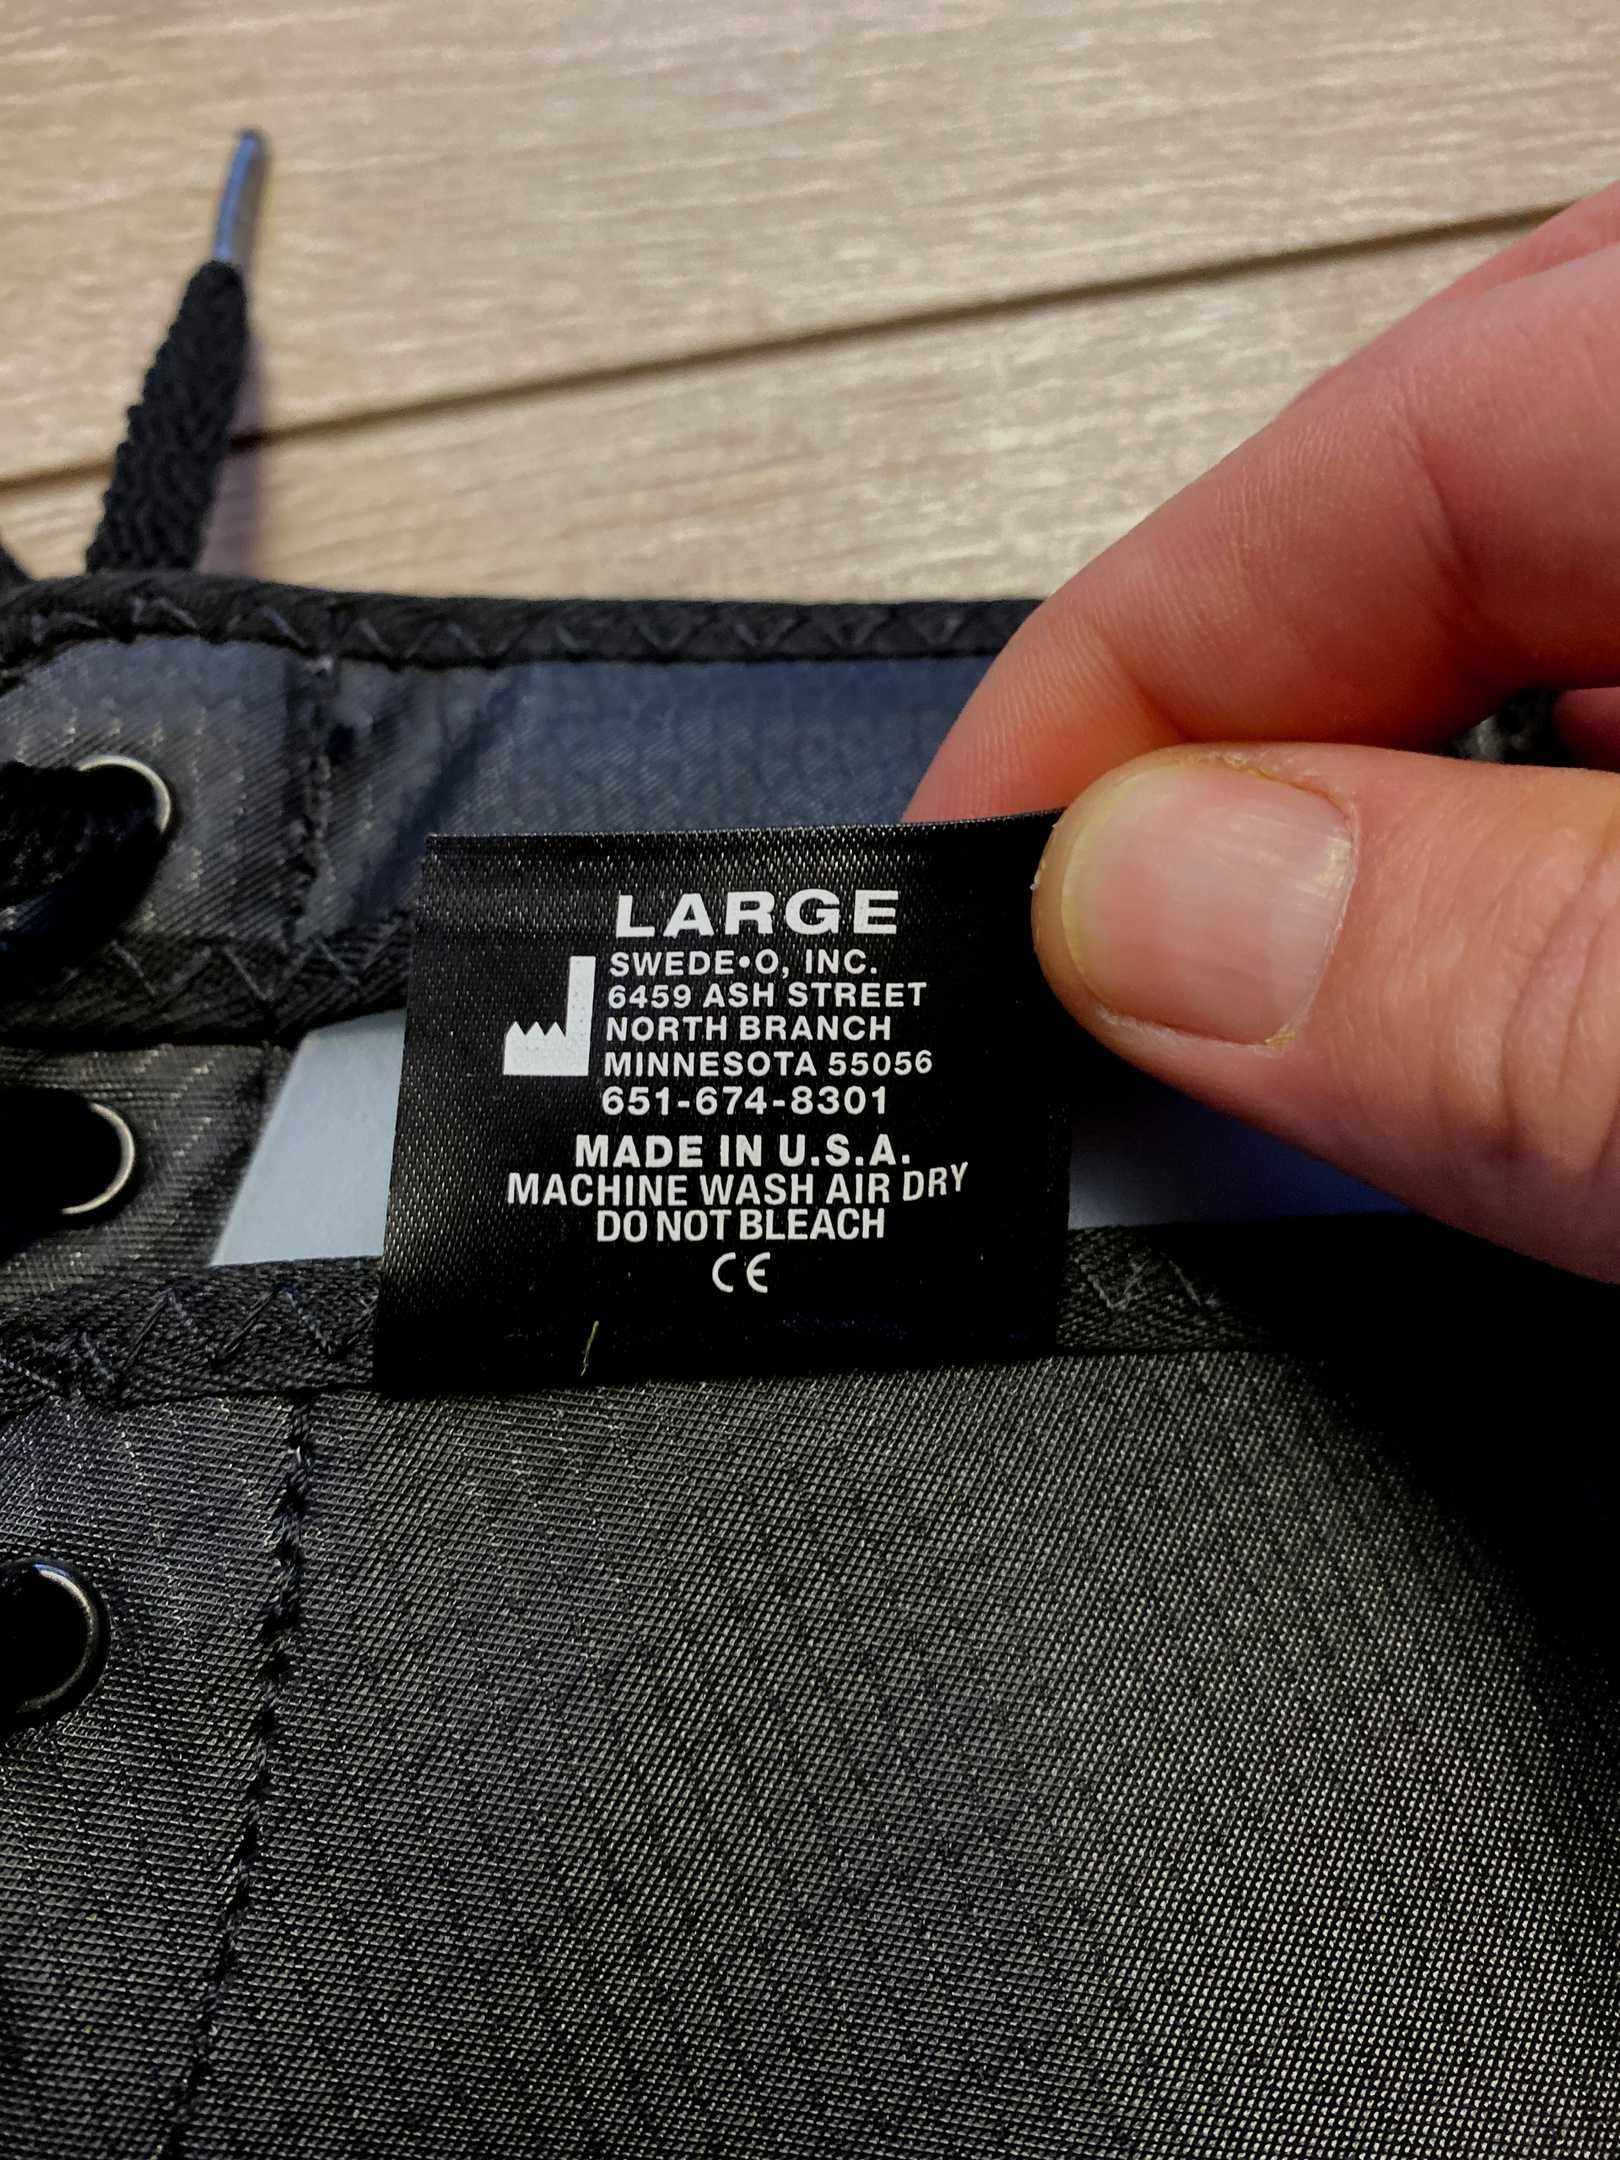 LARGE
SWEDE•O, INC.
6459 ASH STREET
NORTH BRANCH
MINNESOTA 55056
651-674-8301
MADE IN U.S.A.
MACHINE WASH AIR DRY
DO NOT BLEACH
CE